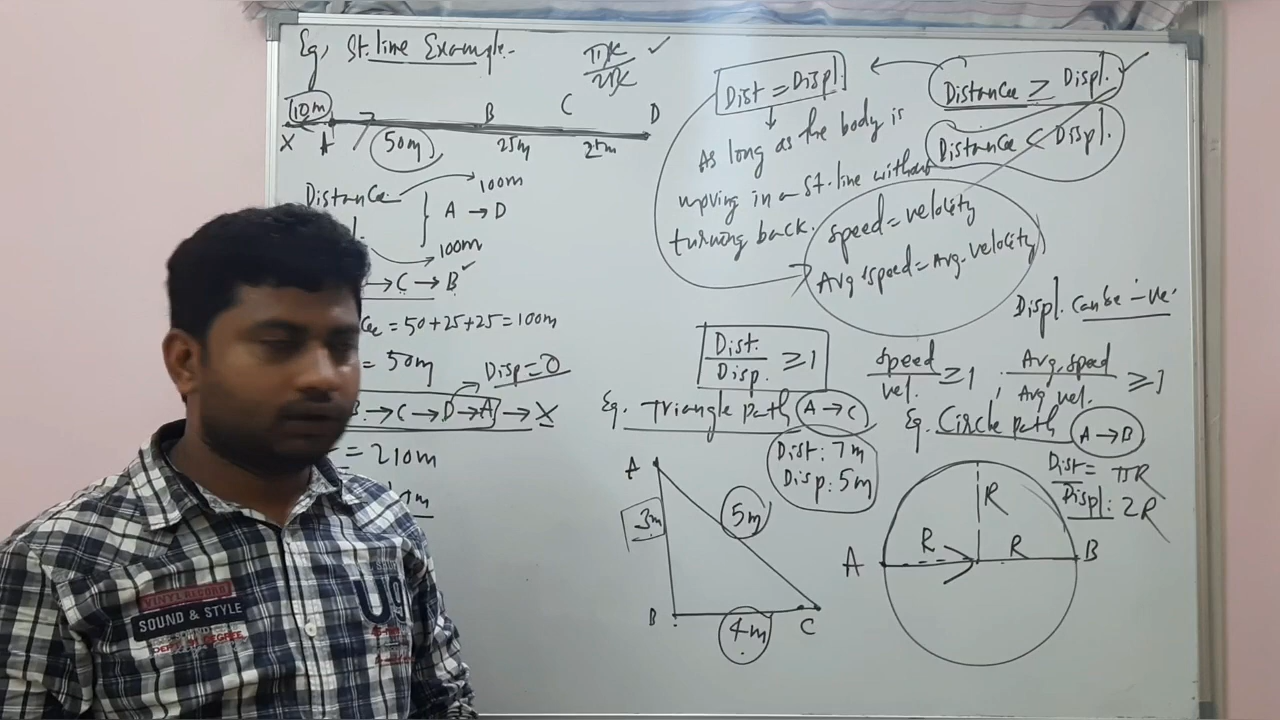 Eg, St. line Example.
πR/2R ✓
10m
X A B C D
50m 25m 25m
Distance 100m
A → D
100m
→ C → B ✓
ce = 50+25+25 = 100m
= 50m Disp = 0
B → C → D → A → X
= 210m
Dist = Displ.
As long as the body is
moving in a St. line without
turning back.
Distance ≥ Displ. ✓
Distance < Displ.
Speed = velocity
Avg. speed = Avg. velocity
Displ. can be -ve.
Dist./Disp. ≥ 1
Speed/vel. ≥ 1 ; Avg. speed/Avg vel. ≥ 1
Eg. Triangle path A → C
Dist: 7m
Disp: 5m
A
3m 5m
B 4m C
Eg. Circle path A → B
Dist = πR
Displ: 2R
R
A R R B
VINYL RECORD
SOUND & STYLE